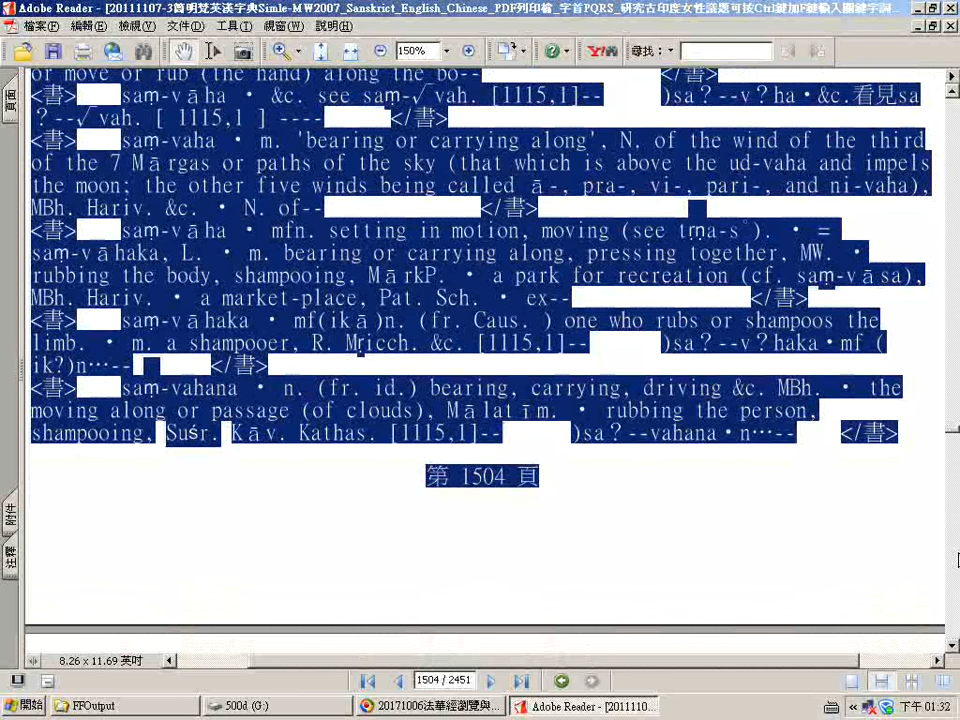 Adobe Reader - [20111107-3簡明梵英漢字典Simle-MW2007_Sanskrict_English_Chinese_PDF列印檔_字首PQRS_研究古印度女性議題可按Ctrl鍵加F鍵輸入關鍵字詞...
檔案(F) 編輯(E) 檢視(V) 文件(D) 工具(T) 視窗(W) 說明(H)
150% Y! 尋找：
頁面
or move or rub (the hand) along the bo-- </書>
<書> saṃ-vāha • &c. see saṃ-√vah. [1115,1]-- )sa？--v？ha•&c.看見sa
？--√vah. [ 1115,1 ] ---- </書>
<書> saṃ-vaha • m. 'bearing or carrying along', N. of the wind of the third
of the 7 Mārgas or paths of the sky (that which is above the ud-vaha and impels
the moon; the other five winds being called ā-, pra-, vi-, pari-, and ni-vaha),
MBh. Hariv. &c. • N. of-- </書>
<書> saṃ-vāha • mfn. setting in motion, moving (see tṛṇa-s°). • =
saṃ-vāhaka, L. • m. bearing or carrying along, pressing together, MW. •
rubbing the body, shampooing, MārkP. • a park for recreation (cf. saṃ-vāsa),
MBh. Hariv. • a market-place, Pat. Sch. • ex-- </書>
<書> saṃ-vāhaka • mf(ikā)n. (fr. Caus. ) one who rubs or shampoos the
limb. • m. a shampooer, R. Mṛicch. &c. [1115,1]-- )sa？--v？haka•mf (
ik?)n…-- </書>
<書> saṃ-vahana • n. (fr. id.) bearing, carrying, driving &c. MBh. • the
moving along or passage (of clouds), Mālatīm. • rubbing the person,
shampooing, Suśr. Kāv. Kathas. [1115,1]-- )sa？--vahana•n…-- </書>
第 1504 頁
附件
注釋
8.26 x 11.69 英吋
1504 / 2451
開始 FFOutput 500d (G:) 20171006法華經瀏覽與... Adobe Reader - [2011110... 下午 01:32